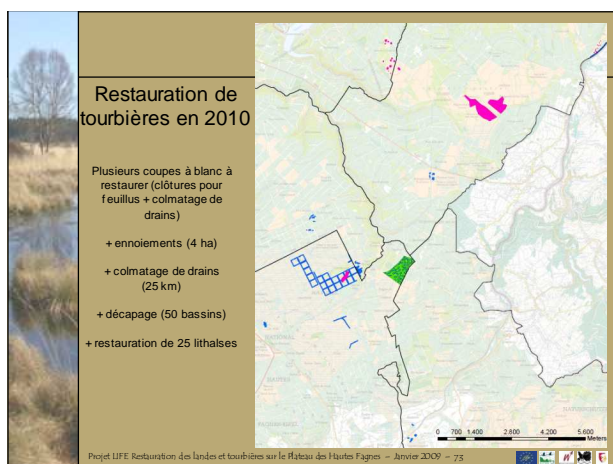 Restauration de
tourbières en 2010
Plusieurs coupes à blanc à
restaurer (clôtures pour
feuillus + colmatage de
drains)
+ ennoiements (4 ha)
+ colmatage de drains
(25 km)
+ décapage (50 bassins)
+ restauration de 25 lithalses
0 700 1.400 2.800 4.200 5.600
Meters
Projet LIFE Restauration des landes et tourbières sur le Plateau des Hautes Fagnes – Janvier 2009 – 73